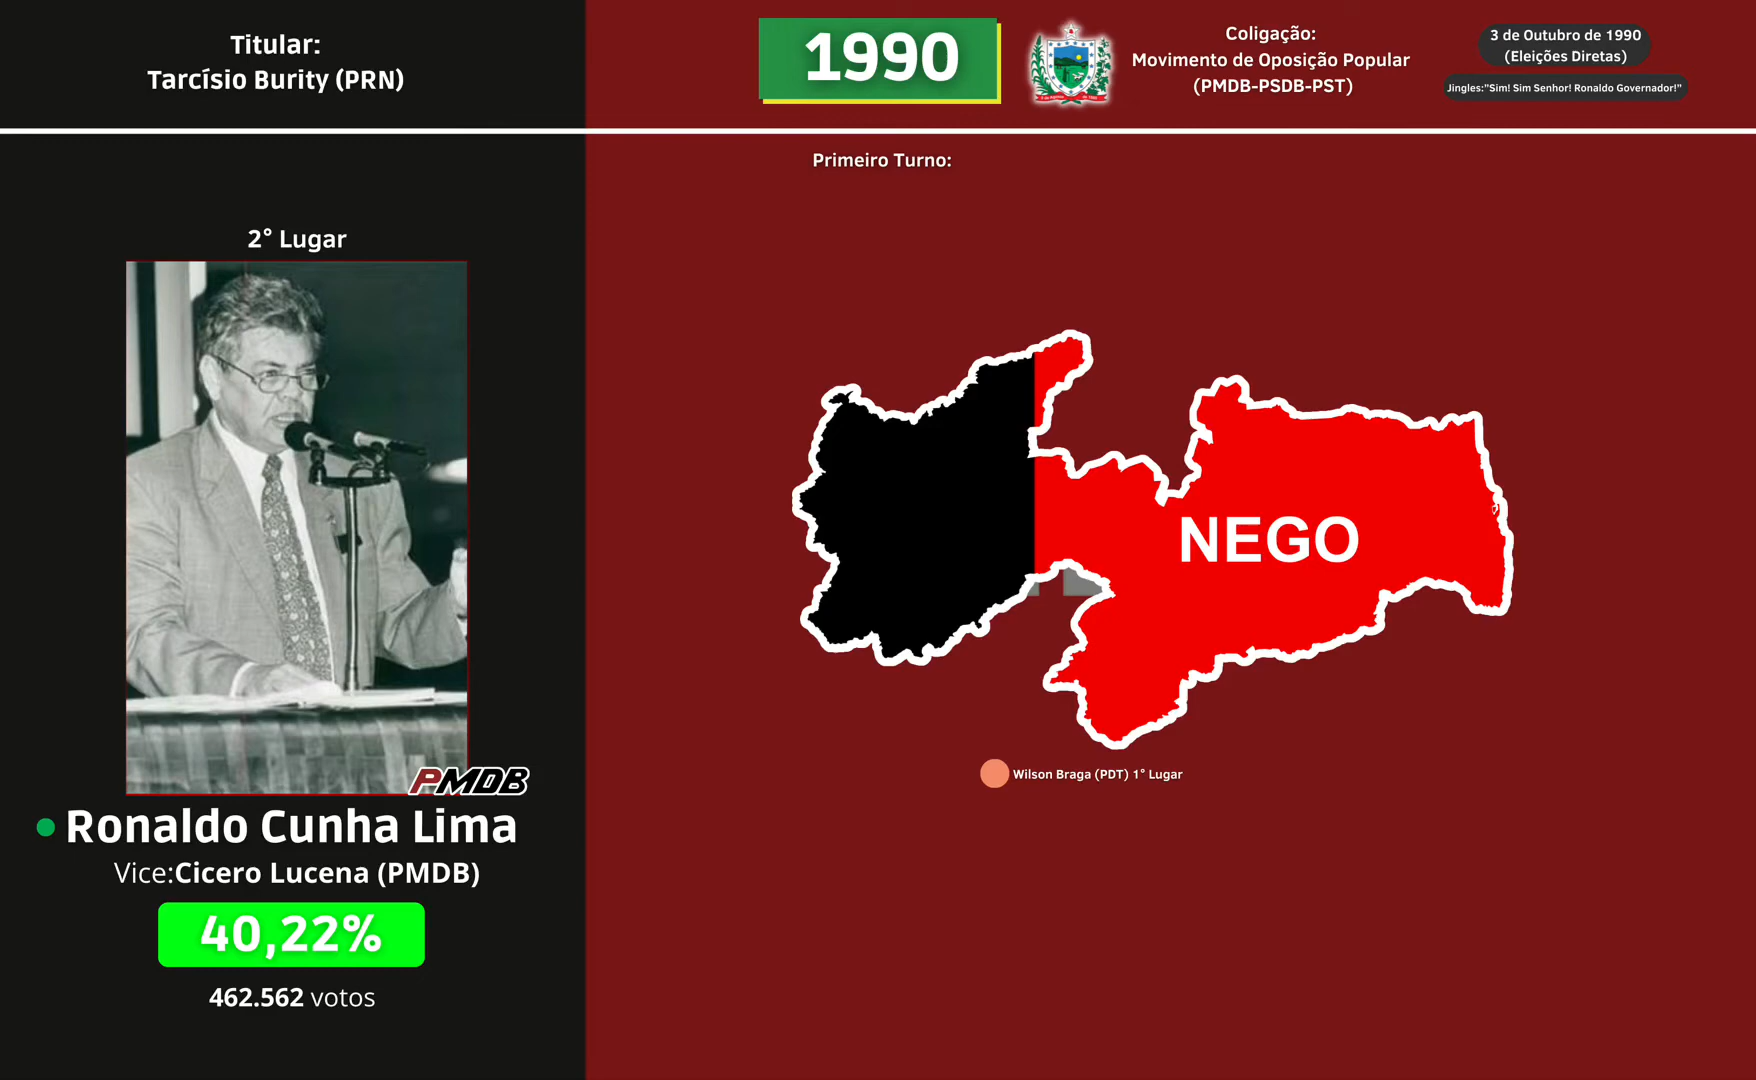 Titular:
Tarcísio Burity (PRN)
1990
Coligação:
Movimento de Oposição Popular
(PMDB-PSDB-PST)
3 de Outubro de 1990
(Eleições Diretas)
Jingles:"Sim! Sim Senhor! Ronaldo Governador!"
Primeiro Turno:
2° Lugar
PMDB
Ronaldo Cunha Lima
Vice:Cicero Lucena (PMDB)
40,22%
462.562 votos
NEGO
Wilson Braga (PDT) 1° Lugar